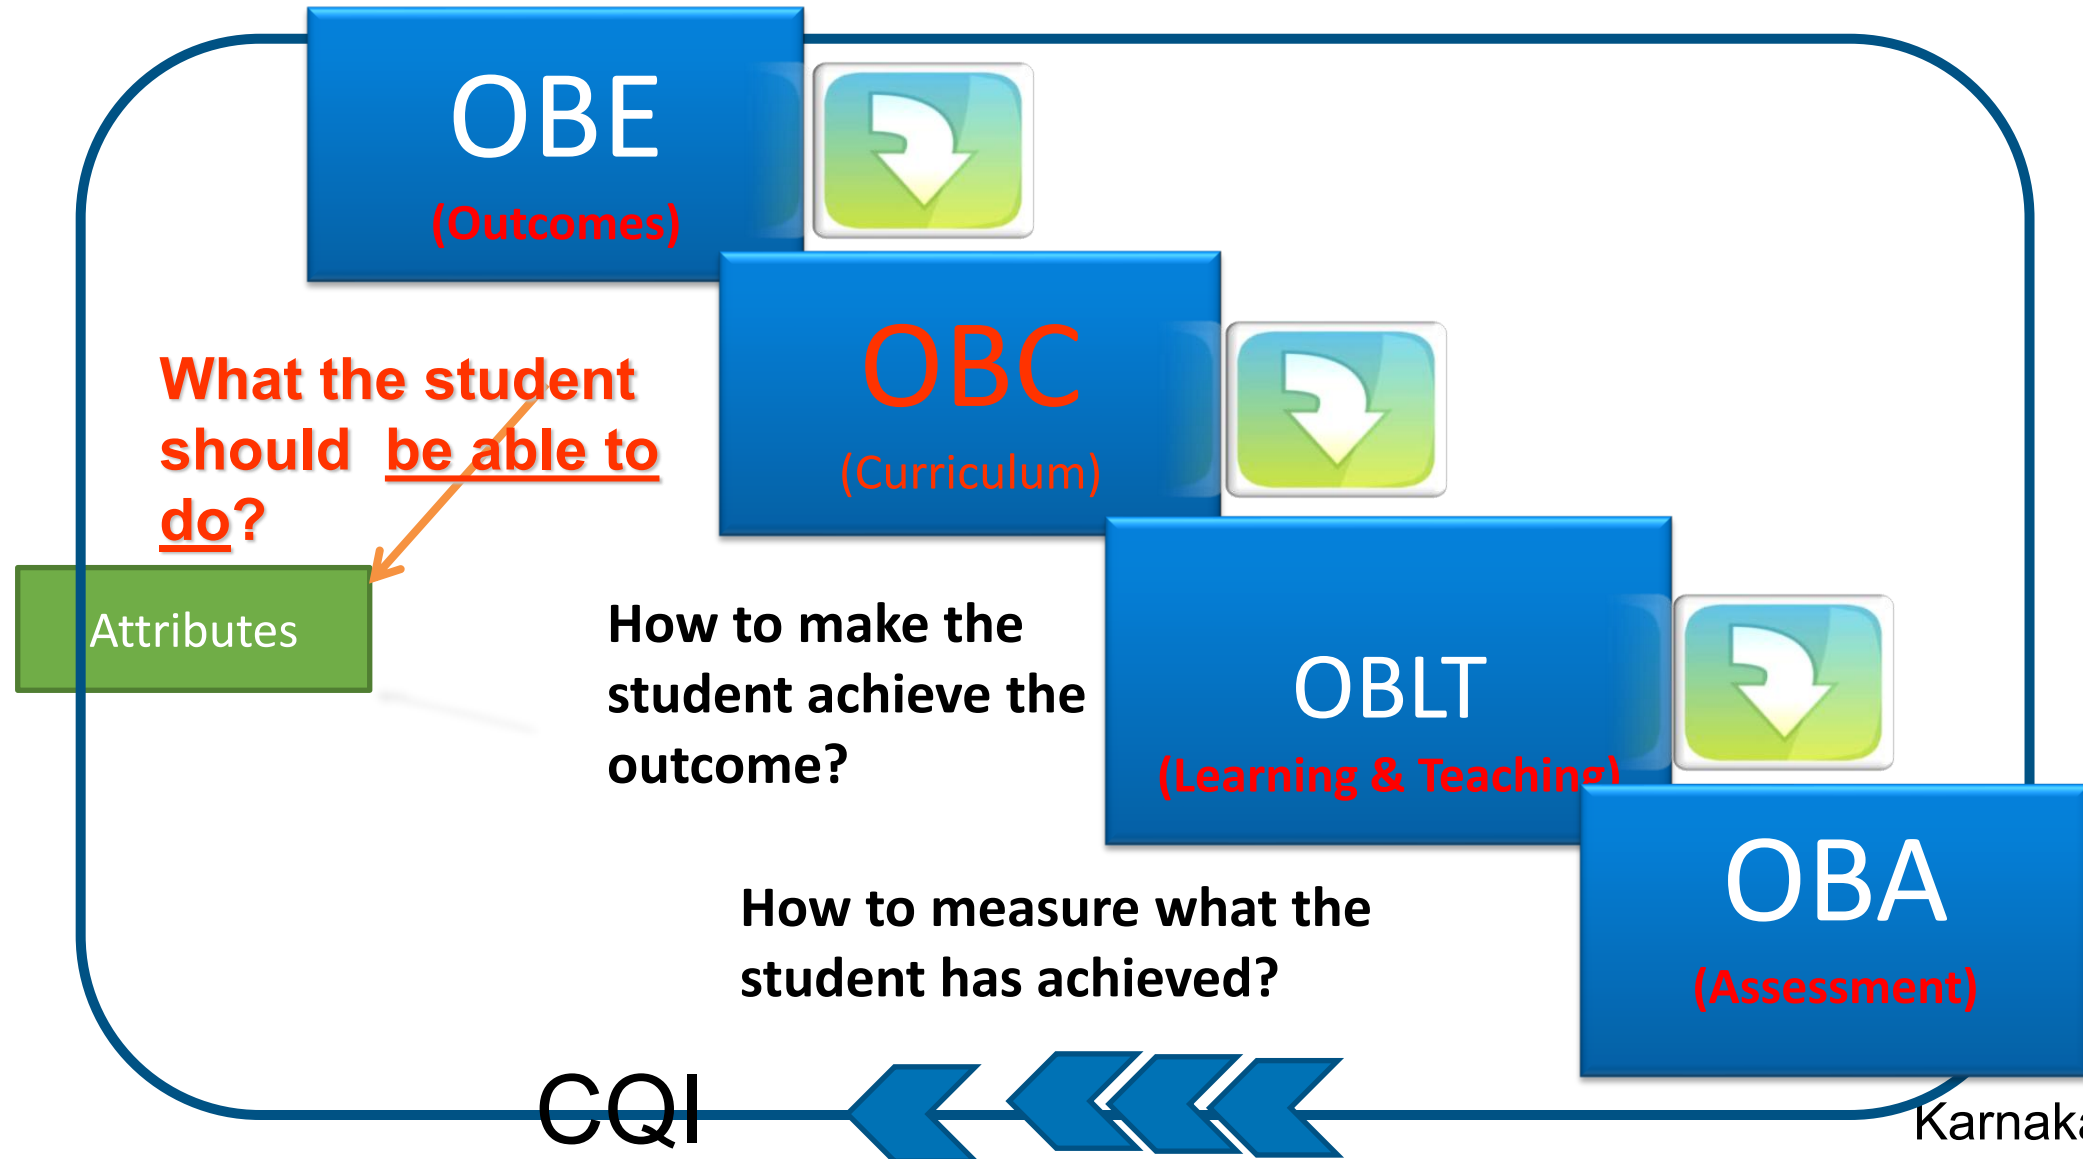 OBE
(Outcomes)
OBC
(Curriculum)
What the student
should be able to
do?
Attributes
How to make the
student achieve the
outcome?
OBLT
(Learning & Teaching)
OBA
(Assessment)
How to measure what the
student has achieved?
CQI